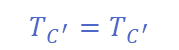 T_{C'} = T_{C'}